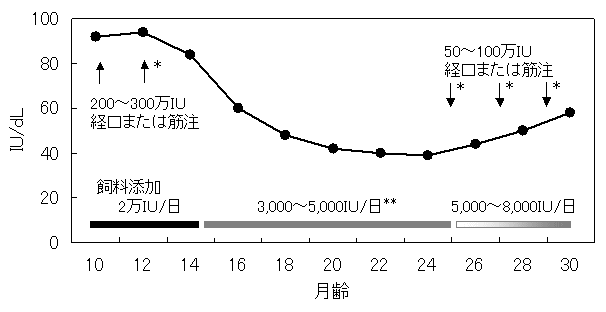 100
80
60
40
20
0
IU/dL
*
200～300万IU
経口または筋注
50～100万IU
経口または筋注
* * *
飼料添加
2万IU/日
3,000～5,000IU/日**
5,000～8,000IU/日
10 12 14 16 18 20 22 24 26 28 30
月齢